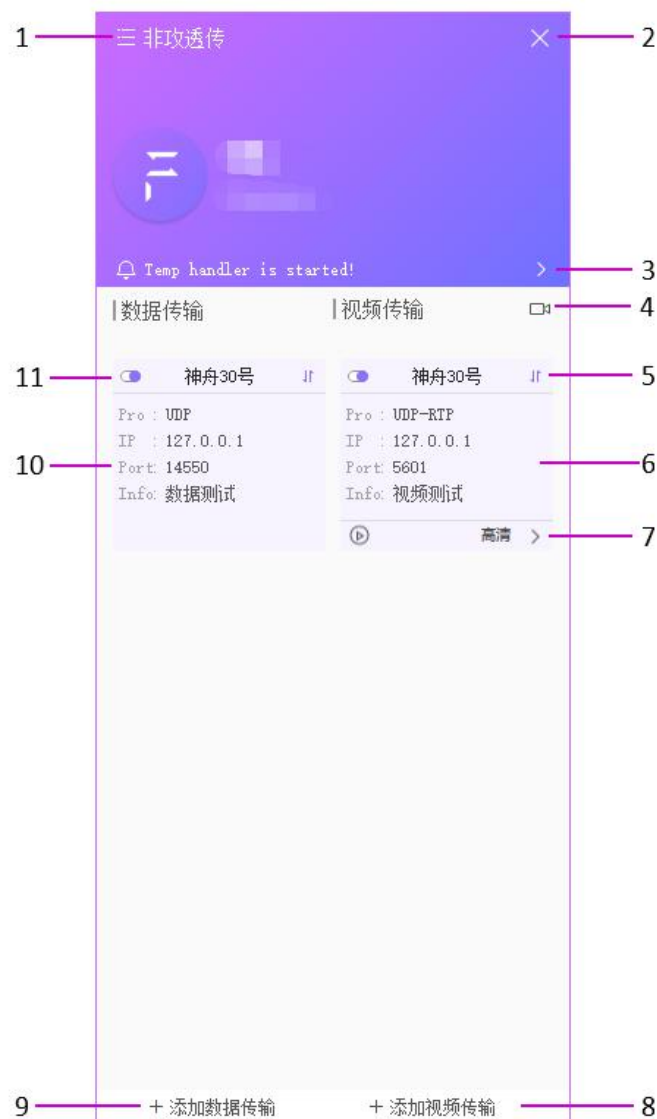 1 非攻透传 2
Temp handler is started! 3
数据传输 视频传输 4
11 神舟30号 神舟30号 5
Pro : UDP Pro : UDP-RTP
IP : 127.0.0.1 IP : 127.0.0.1 6
10 Port: 14550 Port: 5601
Info: 数据测试 Info: 视频测试
高清 7
9 + 添加数据传输 + 添加视频传输 8